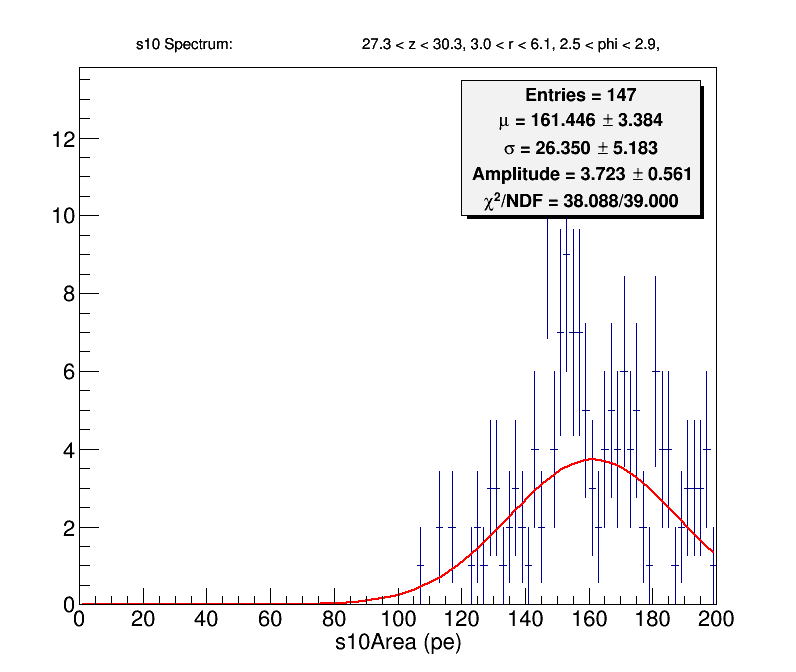 s10 Spectrum: 27.3 < z < 30.3, 3.0 < r < 6.1, 2.5 < phi < 2.9,
Entries = 147
μ = 161.446 ± 3.384
σ = 26.350 ± 5.183
Amplitude = 3.723 ± 0.561
χ²/NDF = 38.088/39.000
12
10
8
6
4
2
0
0 20 40 60 80 100 120 140 160 180 200
s10Area (pe)